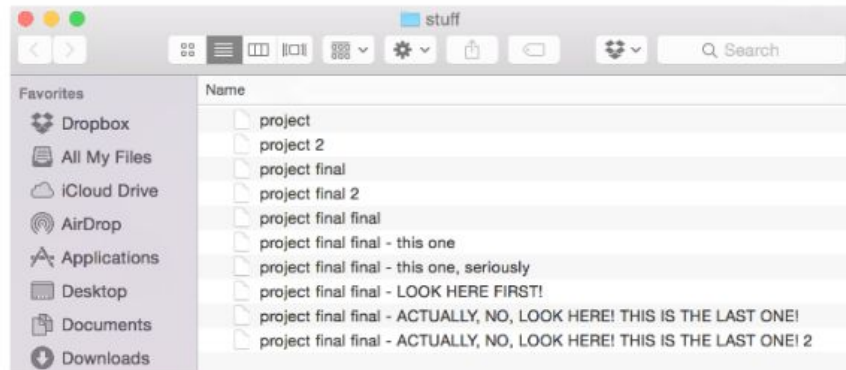 stuff
Search
Favorites
Dropbox
All My Files
iCloud Drive
AirDrop
Applications
Desktop
Documents
Downloads
Name
project
project 2
project final
project final 2
project final final
project final final - this one
project final final - this one, seriously
project final final - LOOK HERE FIRST!
project final final - ACTUALLY, NO, LOOK HERE! THIS IS THE LAST ONE!
project final final - ACTUALLY, NO, LOOK HERE! THIS IS THE LAST ONE! 2